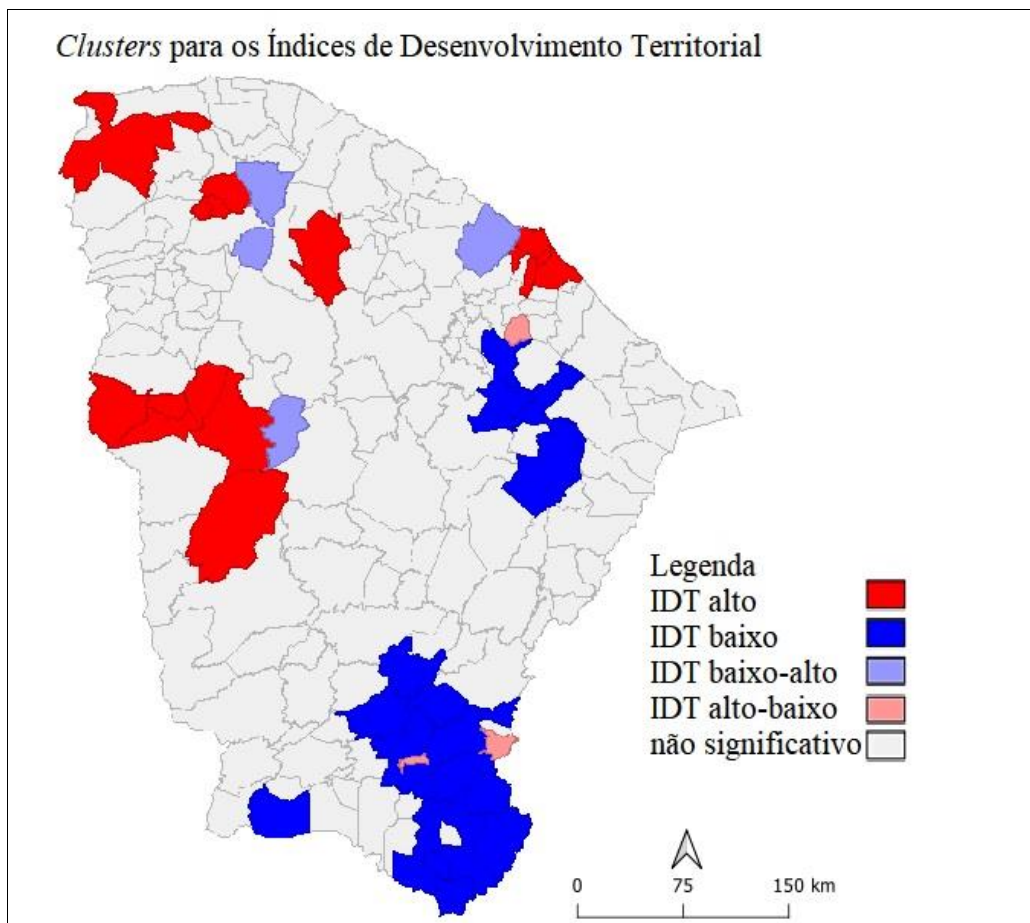 Clusters para os Índices de Desenvolvimento Territorial
Legenda
IDT alto
IDT baixo
IDT baixo-alto
IDT alto-baixo
não significativo
0 75 150 km